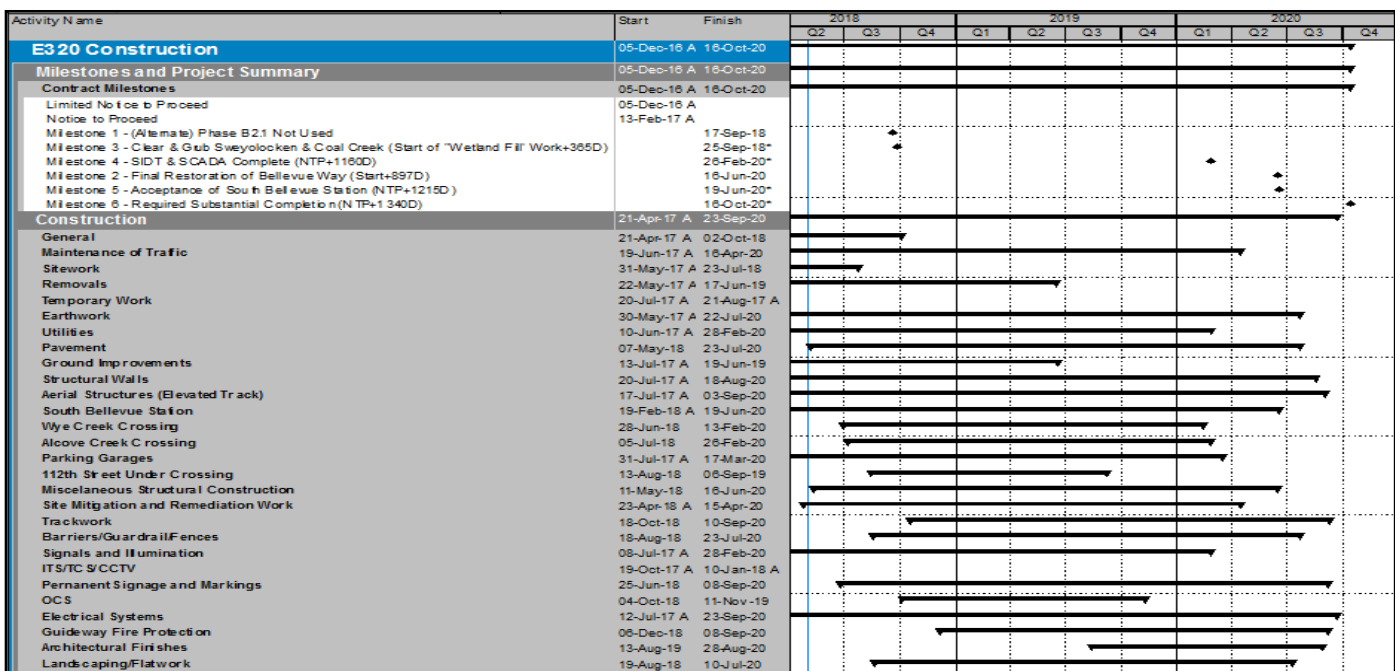 Activity Name Start Finish 2018 2019 2020
Q2 Q3 Q4 Q1 Q2 Q3 Q4 Q1 Q2 Q3 Q4
E320 Construction 05-Dec-16 A 16-Oct-20
Milestones and Project Summary 05-Dec-16 A 16-Oct-20
Contract Milestones 05-Dec-16 A 16-Oct-20
Limited Notice to Proceed 05-Dec-16 A
Notice to Proceed 13-Feb-17 A
Milestone 1 - (Alternate) Phase B2.1 Not Used 17-Sep-18
Milestone 3 - Clear & Grub Sweyolocken & Coal Creek (Start of "Wetland Fill" Work+365D) 25-Sep-18*
Milestone 4 - SIDT & SCADA Complete (NTP+1160D) 26-Feb-20*
Milestone 2 - Final Restoration of Bellevue Way (Start+897D) 16-Jun-20
Milestone 5 - Acceptance of South Bellevue Station (NTP+1215D) 19-Jun-20*
Milestone 6 - Required Substantial Completion (NTP+1340D) 16-Oct-20*
Construction 21-Apr-17 A 23-Sep-20
General 21-Apr-17 A 02-Oct-18
Maintenance of Traffic 19-Jun-17 A 16-Apr-20
Sitework 31-May-17 A 23-Jul-18
Removals 22-May-17 A 17-Jun-19
Temporary Work 20-Jul-17 A 21-Aug-17 A
Earthwork 30-May-17 A 22-Jul-20
Utilities 10-Jun-17 A 28-Feb-20
Pavement 07-May-18 23-Jul-20
Ground Improvements 13-Jul-17 A 19-Jun-19
Structural Walls 20-Jul-17 A 18-Aug-20
Aerial Structures (Elevated Track) 17-Jul-17 A 03-Sep-20
South Bellevue Station 19-Feb-18 A 19-Jun-20
Wye Creek Crossing 28-Jun-18 13-Feb-20
Alcove Creek Crossing 05-Jul-18 26-Feb-20
Parking Garages 31-Jul-17 A 17-Mar-20
112th Street Under Crossing 13-Aug-18 06-Sep-19
Miscelaneous Structural Construction 11-May-18 16-Jun-20
Site Mitigation and Remediation Work 23-Apr-18 A 15-Apr-20
Trackwork 18-Oct-18 10-Sep-20
Barriers/Guardrail/Fences 18-Aug-18 23-Jul-20
Signals and Illumination 08-Jul-17 A 28-Feb-20
ITS/TCS/CCTV 19-Oct-17 A 10-Jan-18 A
Pernanent Signage and Markings 25-Jun-18 08-Sep-20
OCS 04-Oct-18 11-Nov-19
Electrical Systems 12-Jul-17 A 23-Sep-20
Guideway Fire Protection 06-Dec-18 08-Sep-20
Architectural Finishes 13-Aug-19 28-Aug-20
Landscaping/Flatwork 19-Aug-18 10-Jul-20